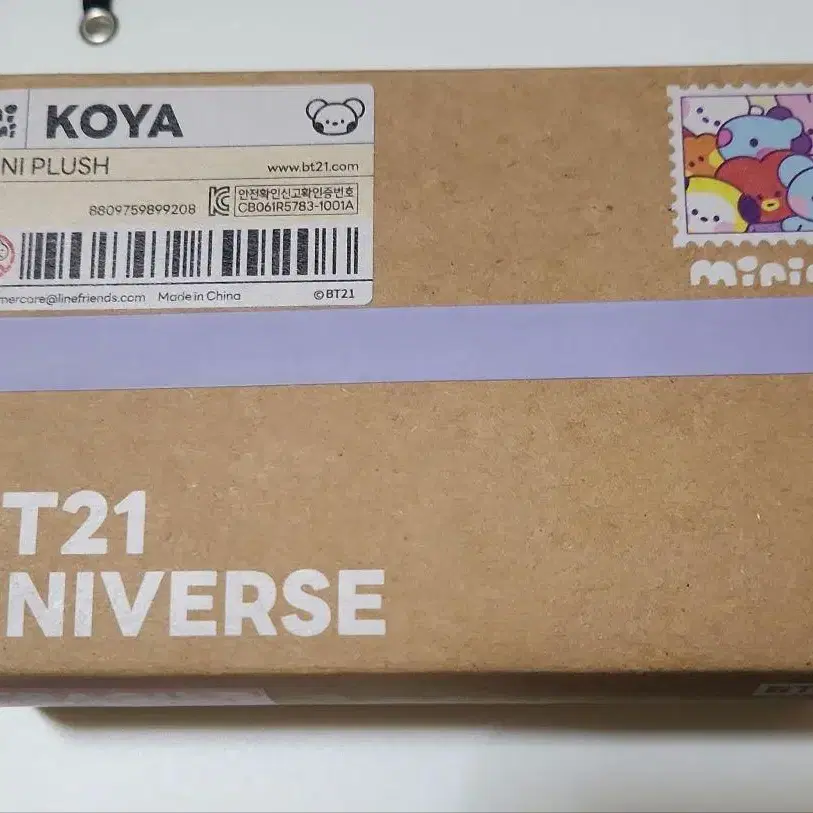 KOYA
NI PLUSH
www.bt21.com
안전확인신고확인증번호
8809759899208
CB061R5783-1001A
mercare@linefriends.com Made in China ©BT21
minin
T21
NIVERSE